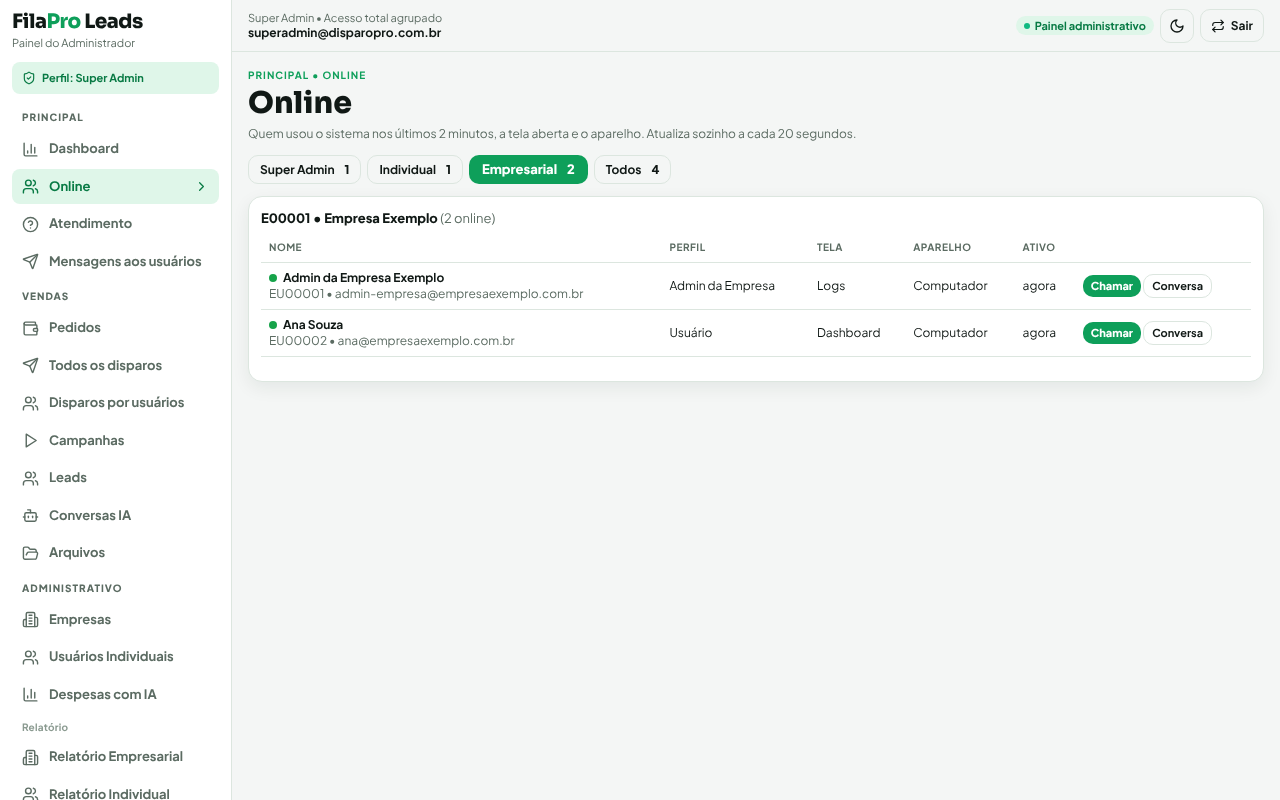 FilaPro Leads
Painel do Administrador
Perfil: Super Admin
PRINCIPAL
Dashboard
Online
Atendimento
Mensagens aos usuários
VENDAS
Pedidos
Todos os disparos
Disparos por usuários
Campanhas
Leads
Conversas IA
Arquivos
ADMINISTRATIVO
Empresas
Usuários Individuais
Despesas com IA
Relatório
Relatório Empresarial
Relatório Individual
Super Admin • Acesso total agrupado
superadmin@disparopro.com.br
Painel administrativo
Sair
PRINCIPAL • ONLINE
Online
Quem usou o sistema nos últimos 2 minutos, a tela aberta e o aparelho. Atualiza sozinho a cada 20 segundos.
Super Admin 1 Individual 1 Empresarial 2 Todos 4
E00001 • Empresa Exemplo (2 online)
NOME PERFIL TELA APARELHO ATIVO
Admin da Empresa Exemplo
EU00001 • admin-empresa@empresaexemplo.com.br
Admin da Empresa Logs Computador agora Chamar Conversa
Ana Souza
EU00002 • ana@empresaexemplo.com.br
Usuário Dashboard Computador agora Chamar Conversa